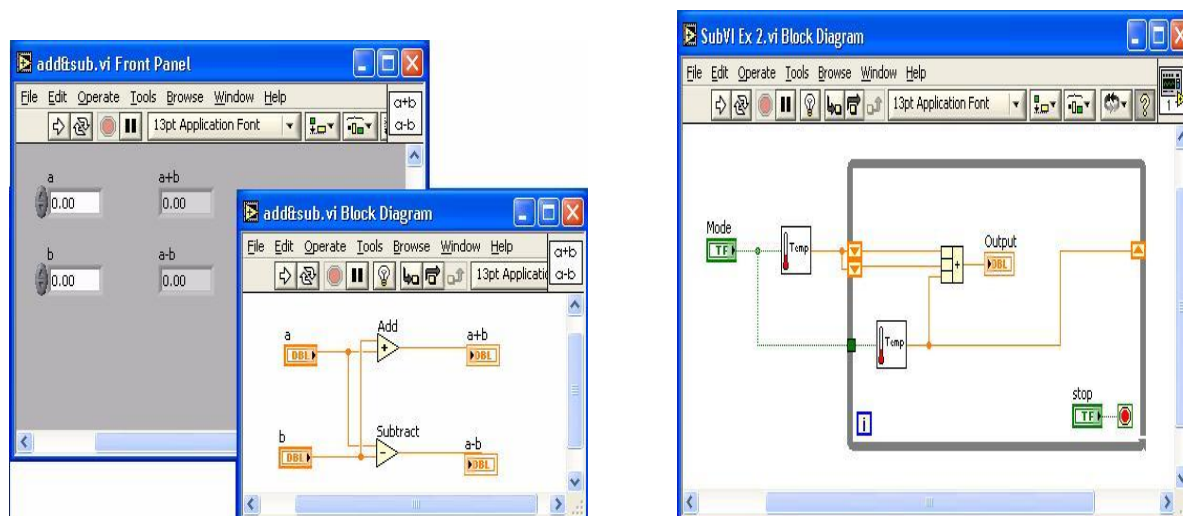 add&sub.vi Front Panel
File Edit Operate Tools Browse Window Help
13pt Application Font
a+b
a-b
a
0.00
a+b
0.00
b
0.00
a-b
0.00
add&sub.vi Block Diagram
File Edit Operate Tools Browse Window Help
13pt Applicatio
a+b
a-b
a
DBL
Add
+
a+b
DBL
b
DBL
Subtract
-
a-b
DBL
SubVI Ex 2.vi Block Diagram
File Edit Operate Tools Browse Window Help
13pt Application Font
?
1
Mode
TF
Temp
+
Output
DBL
Temp
stop
TF
i